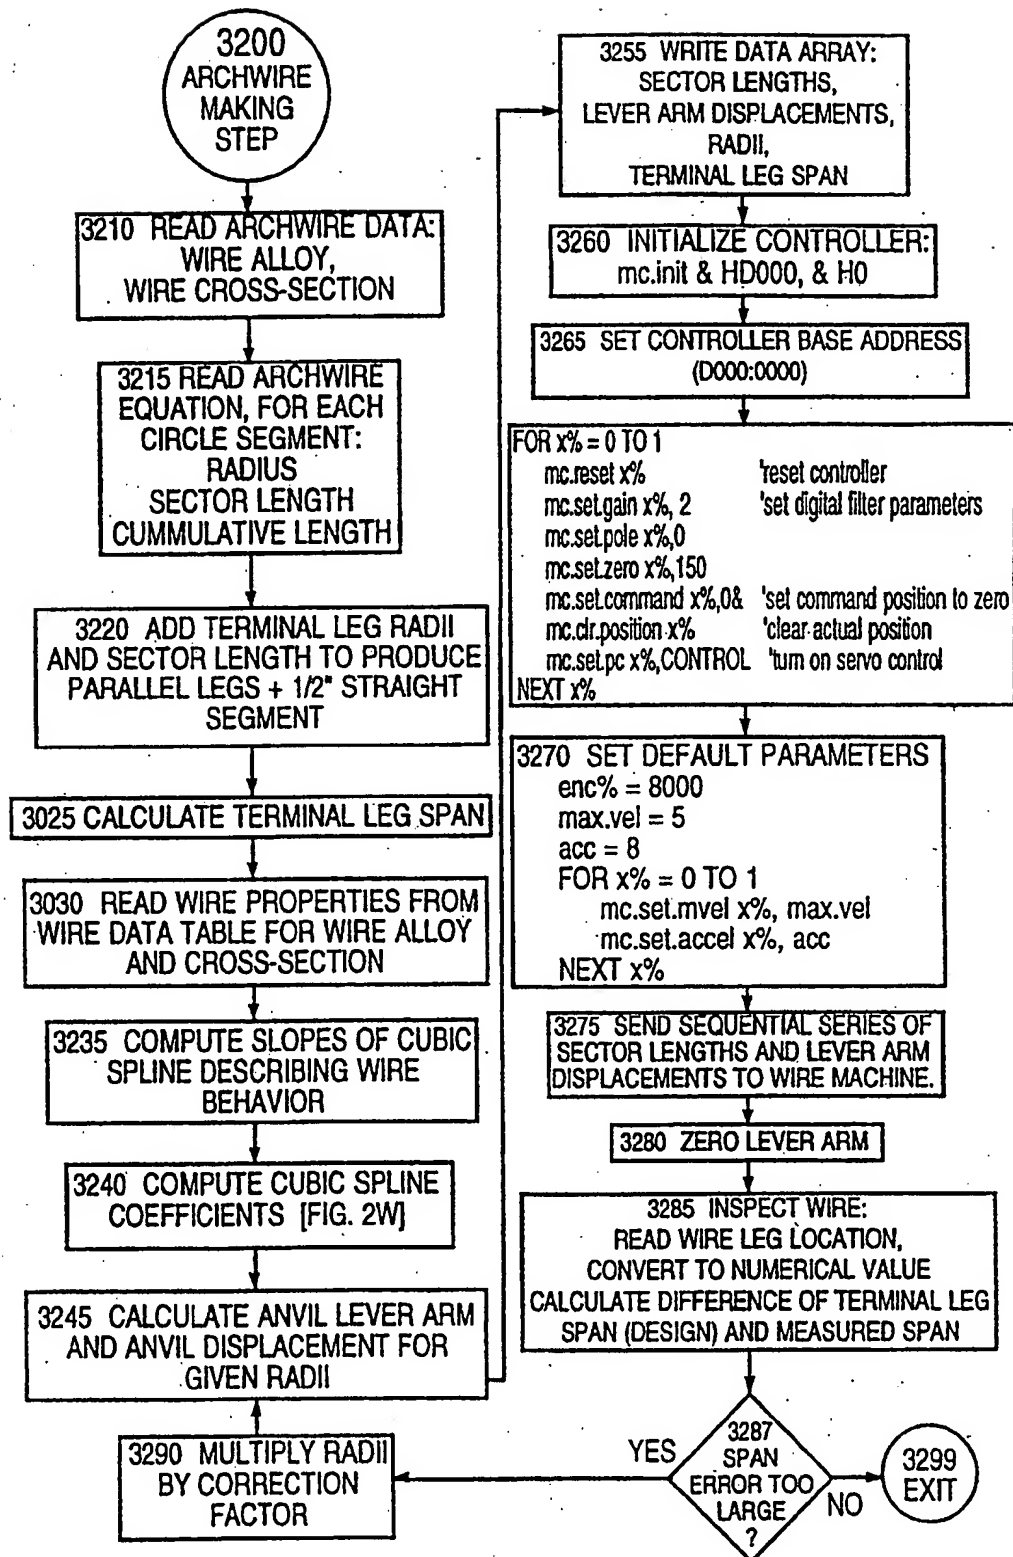 3200
ARCHWIRE
MAKING
STEP
3210 READ ARCHWIRE DATA:
WIRE ALLOY,
WIRE CROSS-SECTION
3215 READ ARCHWIRE
EQUATION, FOR EACH
CIRCLE SEGMENT:
RADIUS
SECTOR LENGTH
CUMMULATIVE LENGTH
3220 ADD TERMINAL LEG RADII
AND SECTOR LENGTH TO PRODUCE
PARALLEL LEGS + 1/2" STRAIGHT
SEGMENT
3025 CALCULATE TERMINAL LEG SPAN
3030 READ WIRE PROPERTIES FROM
WIRE DATA TABLE FOR WIRE ALLOY
AND CROSS-SECTION
3235 COMPUTE SLOPES OF CUBIC
SPLINE DESCRIBING WIRE
BEHAVIOR
3240 COMPUTE CUBIC SPLINE
COEFFICIENTS [FIG. 2W]
3245 CALCULATE ANVIL LEVER ARM
AND ANVIL DISPLACEMENT FOR
GIVEN RADII
3290 MULTIPLY RADII
BY CORRECTION
FACTOR
3255 WRITE DATA ARRAY:
SECTOR LENGTHS,
LEVER ARM DISPLACEMENTS,
RADII,
TERMINAL LEG SPAN
3260 INITIALIZE CONTROLLER:
mc.init & HD000, & H0
3265 SET CONTROLLER BASE ADDRESS
(D000:0000)
FOR x% = 0 TO 1
mc.reset x% 'reset controller
mc.set.gain x%, 2 'set digital filter parameters
mc.set.pole x%,0
mc.set.zero x%,150
mc.set.command x%,0& 'set command position to zero
mc.clr.position x% 'clear actual position
mc.set.pc x%,CONTROL 'turn on servo control
NEXT x%
3270 SET DEFAULT PARAMETERS
enc% = 8000
max.vel = 5
acc = 8
FOR x% = 0 TO 1
mc.set.mvel x%, max.vel
mc.set.accel x%, acc
NEXT x%
3275 SEND SEQUENTIAL SERIES OF
SECTOR LENGTHS AND LEVER ARM
DISPLACEMENTS TO WIRE MACHINE.
3280 ZERO LEVER ARM
3285 INSPECT WIRE:
READ WIRE LEG LOCATION,
CONVERT TO NUMERICAL VALUE
CALCULATE DIFFERENCE OF TERMINAL LEG
SPAN (DESIGN) AND MEASURED SPAN
3287
SPAN
ERROR TOO
LARGE
?
YES
NO
3299
EXIT